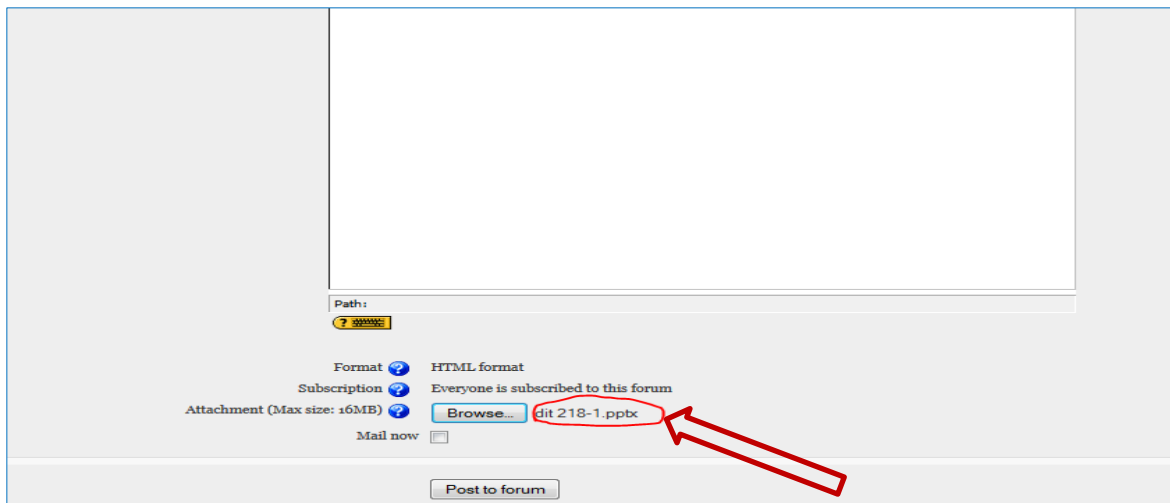 Path:
?
Format ? HTML format
Subscription ? Everyone is subscribed to this forum
Attachment (Max size: 16MB) ? Browse... dit 218-1.pptx
Mail now
Post to forum